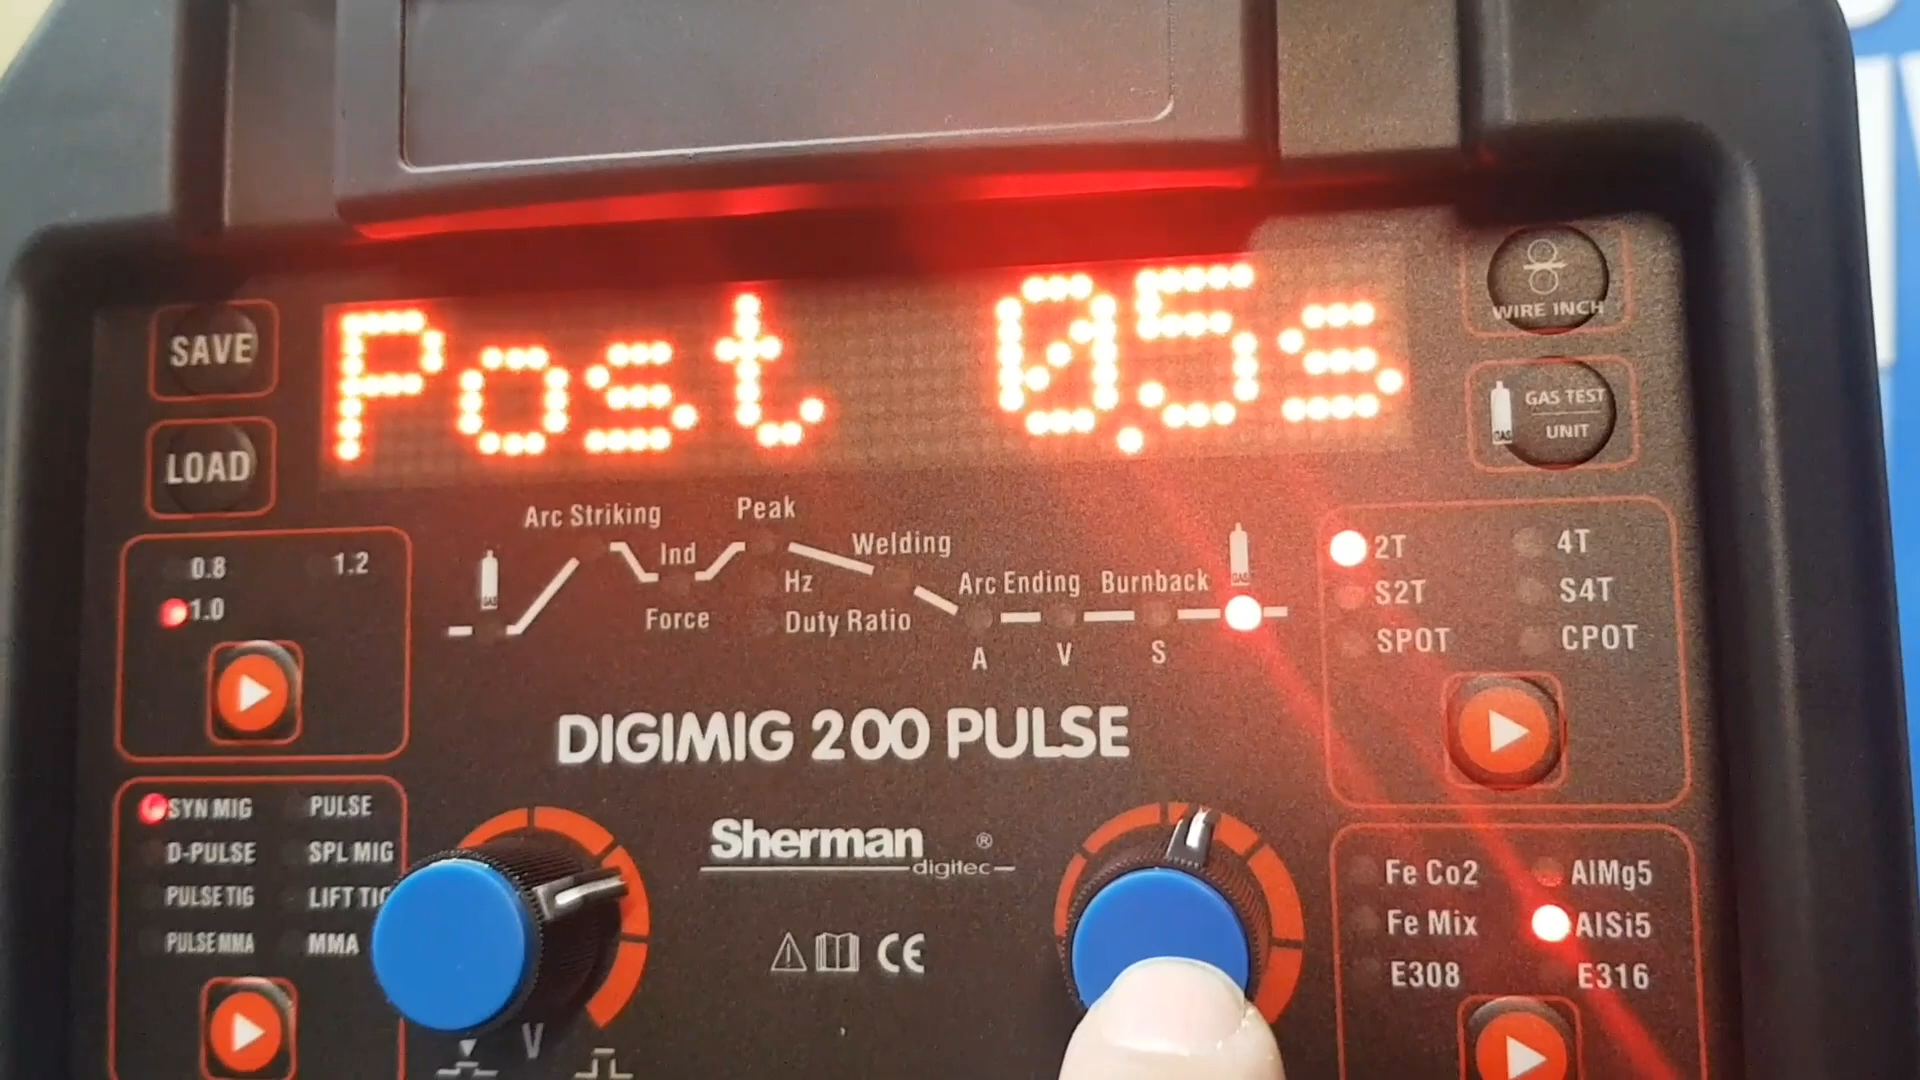 Post 0.5s
SAVE
LOAD
WIRE INCH
GAS TEST
UNIT
GAS
0.8 1.2
1.0
Arc Striking Peak
Ind Welding
Hz Arc Ending Burnback
Force Duty Ratio
A V S
GAS
GAS
2T 4T
S2T S4T
SPOT CPOT
DIGIMIG 200 PULSE
SYN MIG PULSE
D-PULSE SPL MIG
PULSE TIG LIFT TIG
PULSE MMA MMA
Sherman ®
digitec
CE
V
Fe Co2 AlMg5
Fe Mix AlSi5
E308 E316